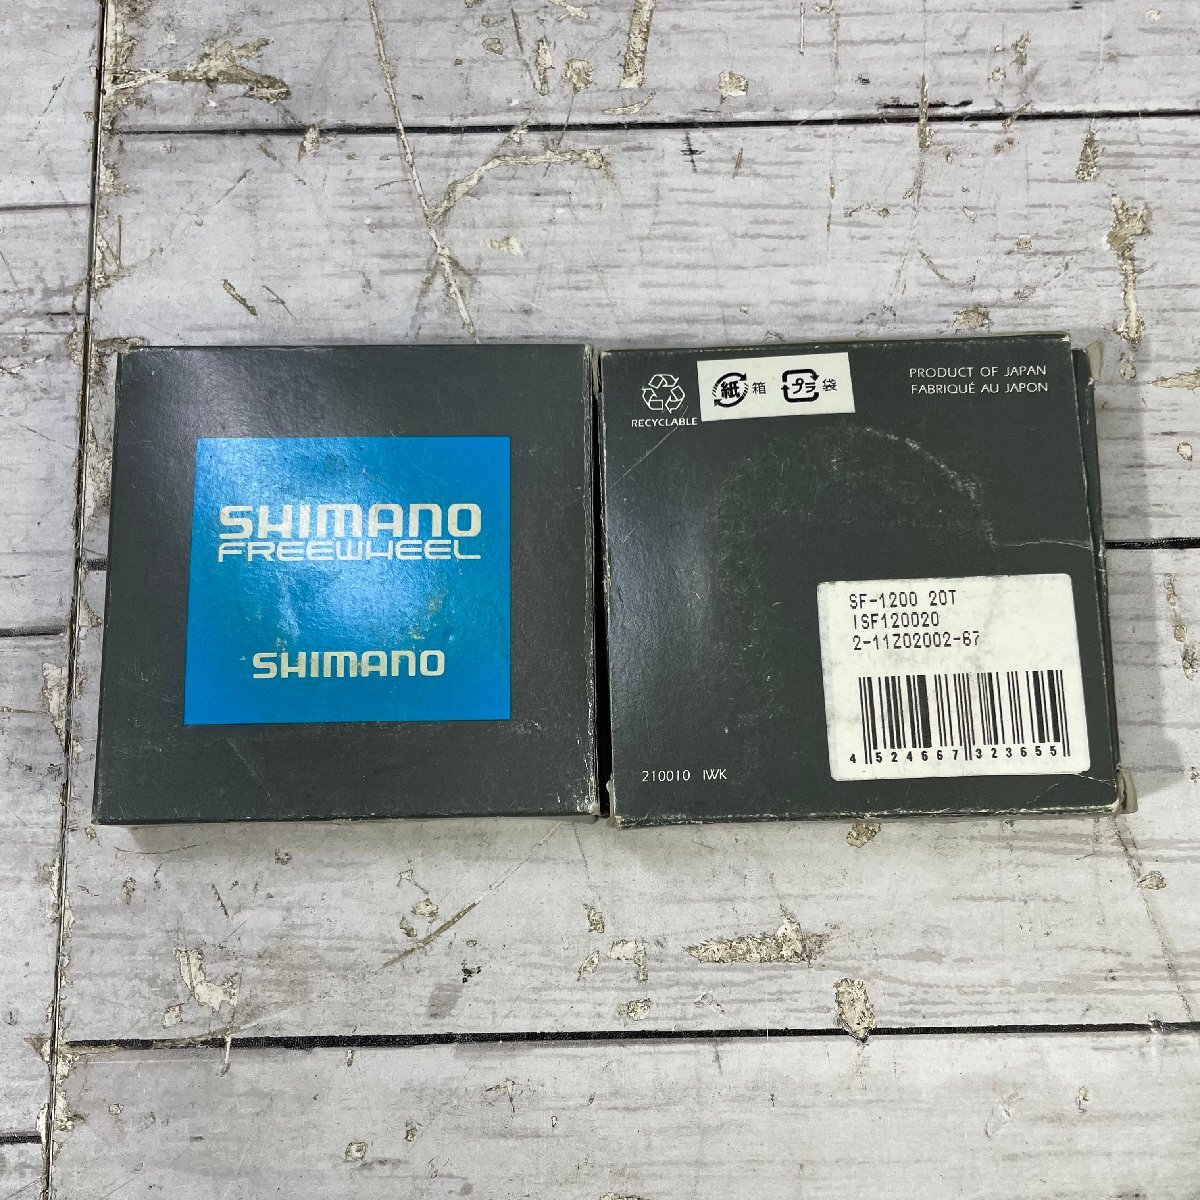 SHIMANO
FREEWHEEL
SHIMANO
RECYCLABLE
紙 箱
プラ 袋
PRODUCT OF JAPAN
FABRIQUÉ AU JAPON
SF-1200 20T
ISF120020
2-11Z02002-67
4 524667 323655
210010 IWK